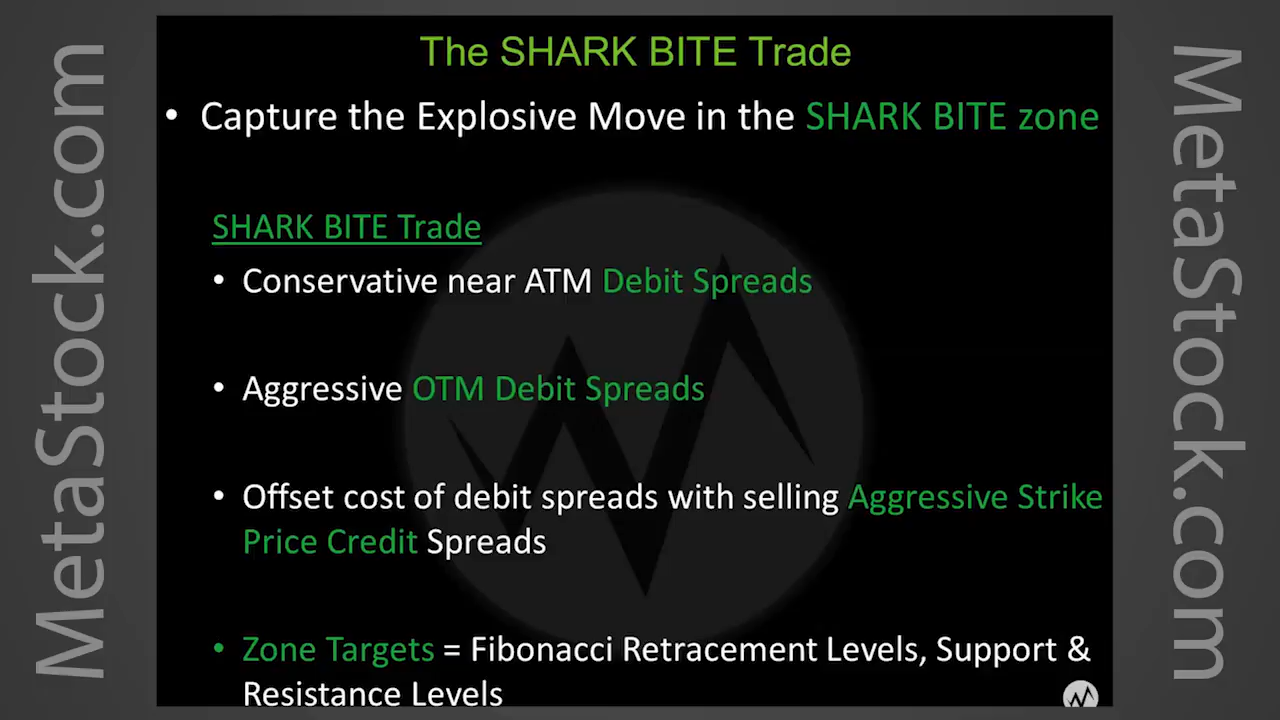 MetaStock.com
The SHARK BITE Trade
• Capture the Explosive Move in the SHARK BITE zone
SHARK BITE Trade
• Conservative near ATM Debit Spreads
• Aggressive OTM Debit Spreads
• Offset cost of debit spreads with selling Aggressive Strike
Price Credit Spreads
• Zone Targets = Fibonacci Retracement Levels, Support &
Resistance Levels
MetaStock.com